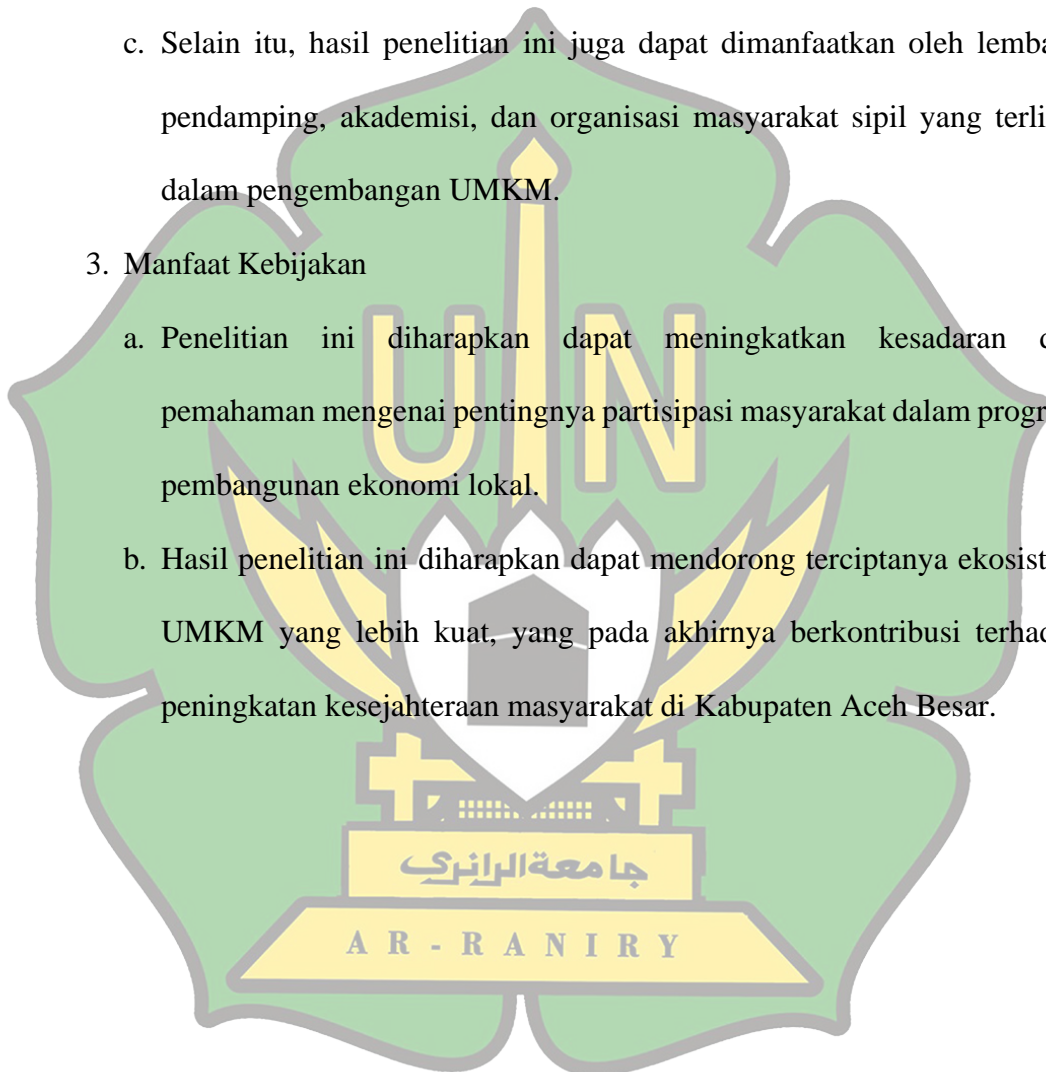 c. Selain itu, hasil penelitian ini juga dapat dimanfaatkan oleh lemba
pendamping, akademisi, dan organisasi masyarakat sipil yang terli
dalam pengembangan UMKM.
3. Manfaat Kebijakan
a. Penelitian ini diharapkan dapat meningkatkan kesadaran d
pemahaman mengenai pentingnya partisipasi masyarakat dalam progr
pembangunan ekonomi lokal.
b. Hasil penelitian ini diharapkan dapat mendorong terciptanya ekosist
UMKM yang lebih kuat, yang pada akhirnya berkontribusi terhad
peningkatan kesejahteraan masyarakat di Kabupaten Aceh Besar.
UIN
جامعة الرانري
AR-RANIRY